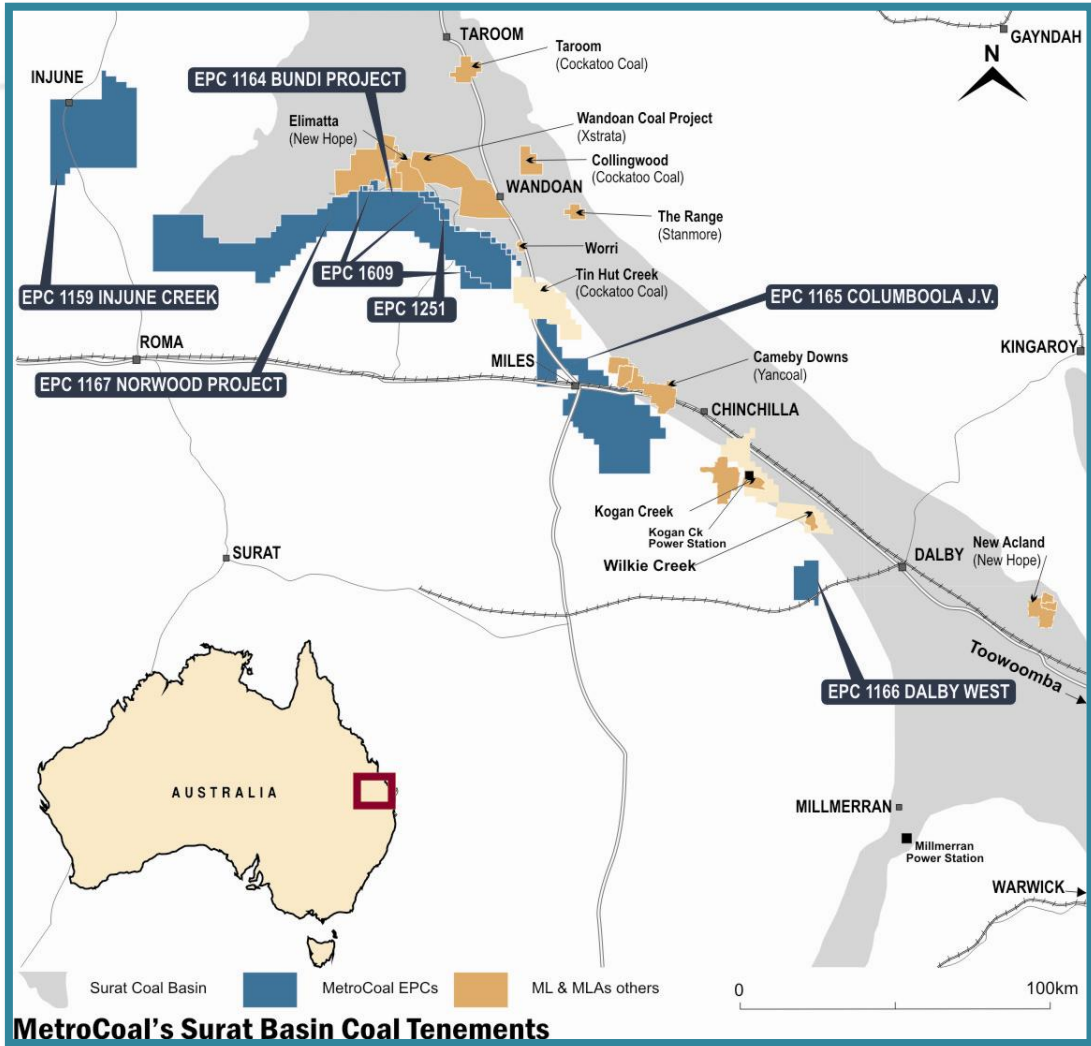 TAROOM
GAYNDAH
N
Taroom
(Cockatoo Coal)
INJUNE
EPC 1164 BUNDI PROJECT
Elimatta
(New Hope)
Wandoan Coal Project
(Xstrata)
Collingwood
(Cockatoo Coal)
WANDOAN
The Range
(Stanmore)
Worri
EPC 1609
Tin Hut Creek
(Cockatoo Coal)
EPC 1159 INJUNE CREEK
EPC 1251
EPC 1165 COLUMBOOLA J.V.
ROMA
KINGAROY
MILES
Cameby Downs
(Yancoal)
EPC 1167 NORWOOD PROJECT
CHINCHILLA
Kogan Creek
Kogan Ck
Power Station
Wilkie Creek
SURAT
DALBY
New Acland
(New Hope)
Toowoomba
EPC 1166 DALBY WEST
AUSTRALIA
MILLMERRAN
Millmerran
Power Station
WARWICK
Surat Coal Basin
MetroCoal EPCs
ML & MLAs others
0
100km
MetroCoal's Surat Basin Coal Tenements